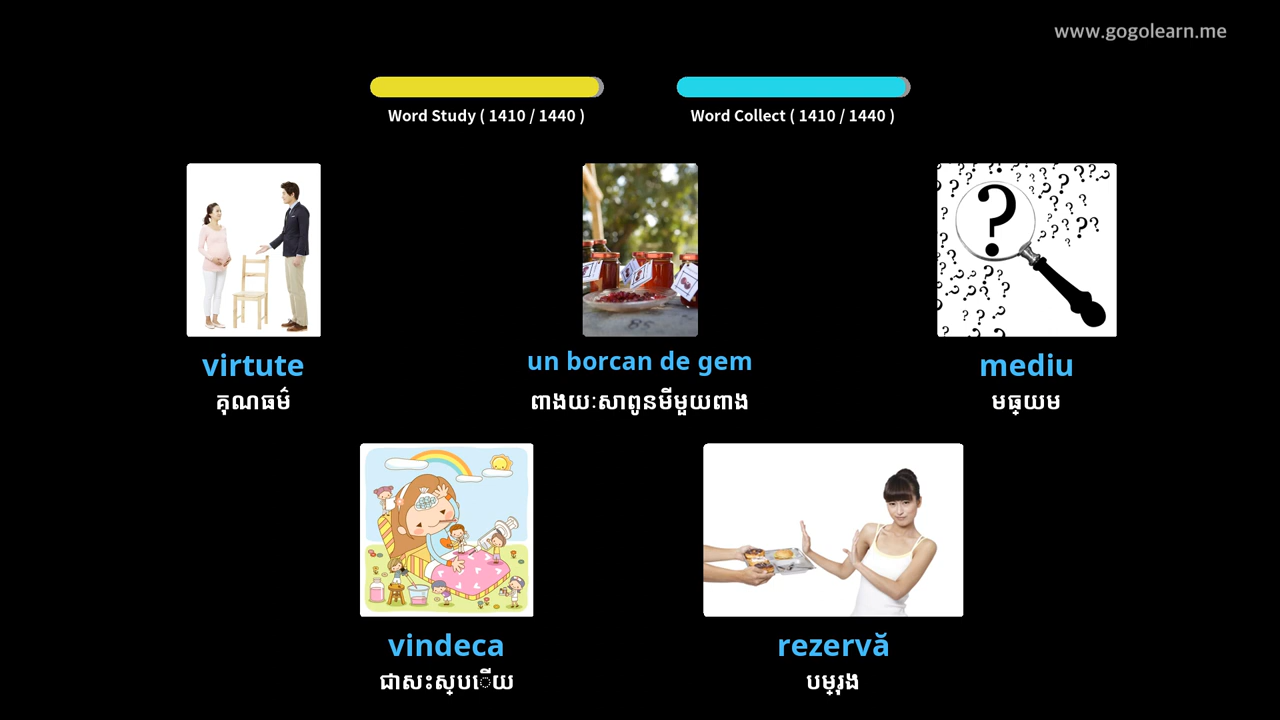 www.gogolearn.me
Word Study ( 1410 / 1440 )
Word Collect ( 1410 / 1440 )
virtute
un borcan de gem
mediu
គុណធម៌
ពាងយៈសាពូនមីមួយពាង
មធ្យម
vindeca
rezervă
ជាសះស្បើយ
បម្រុង